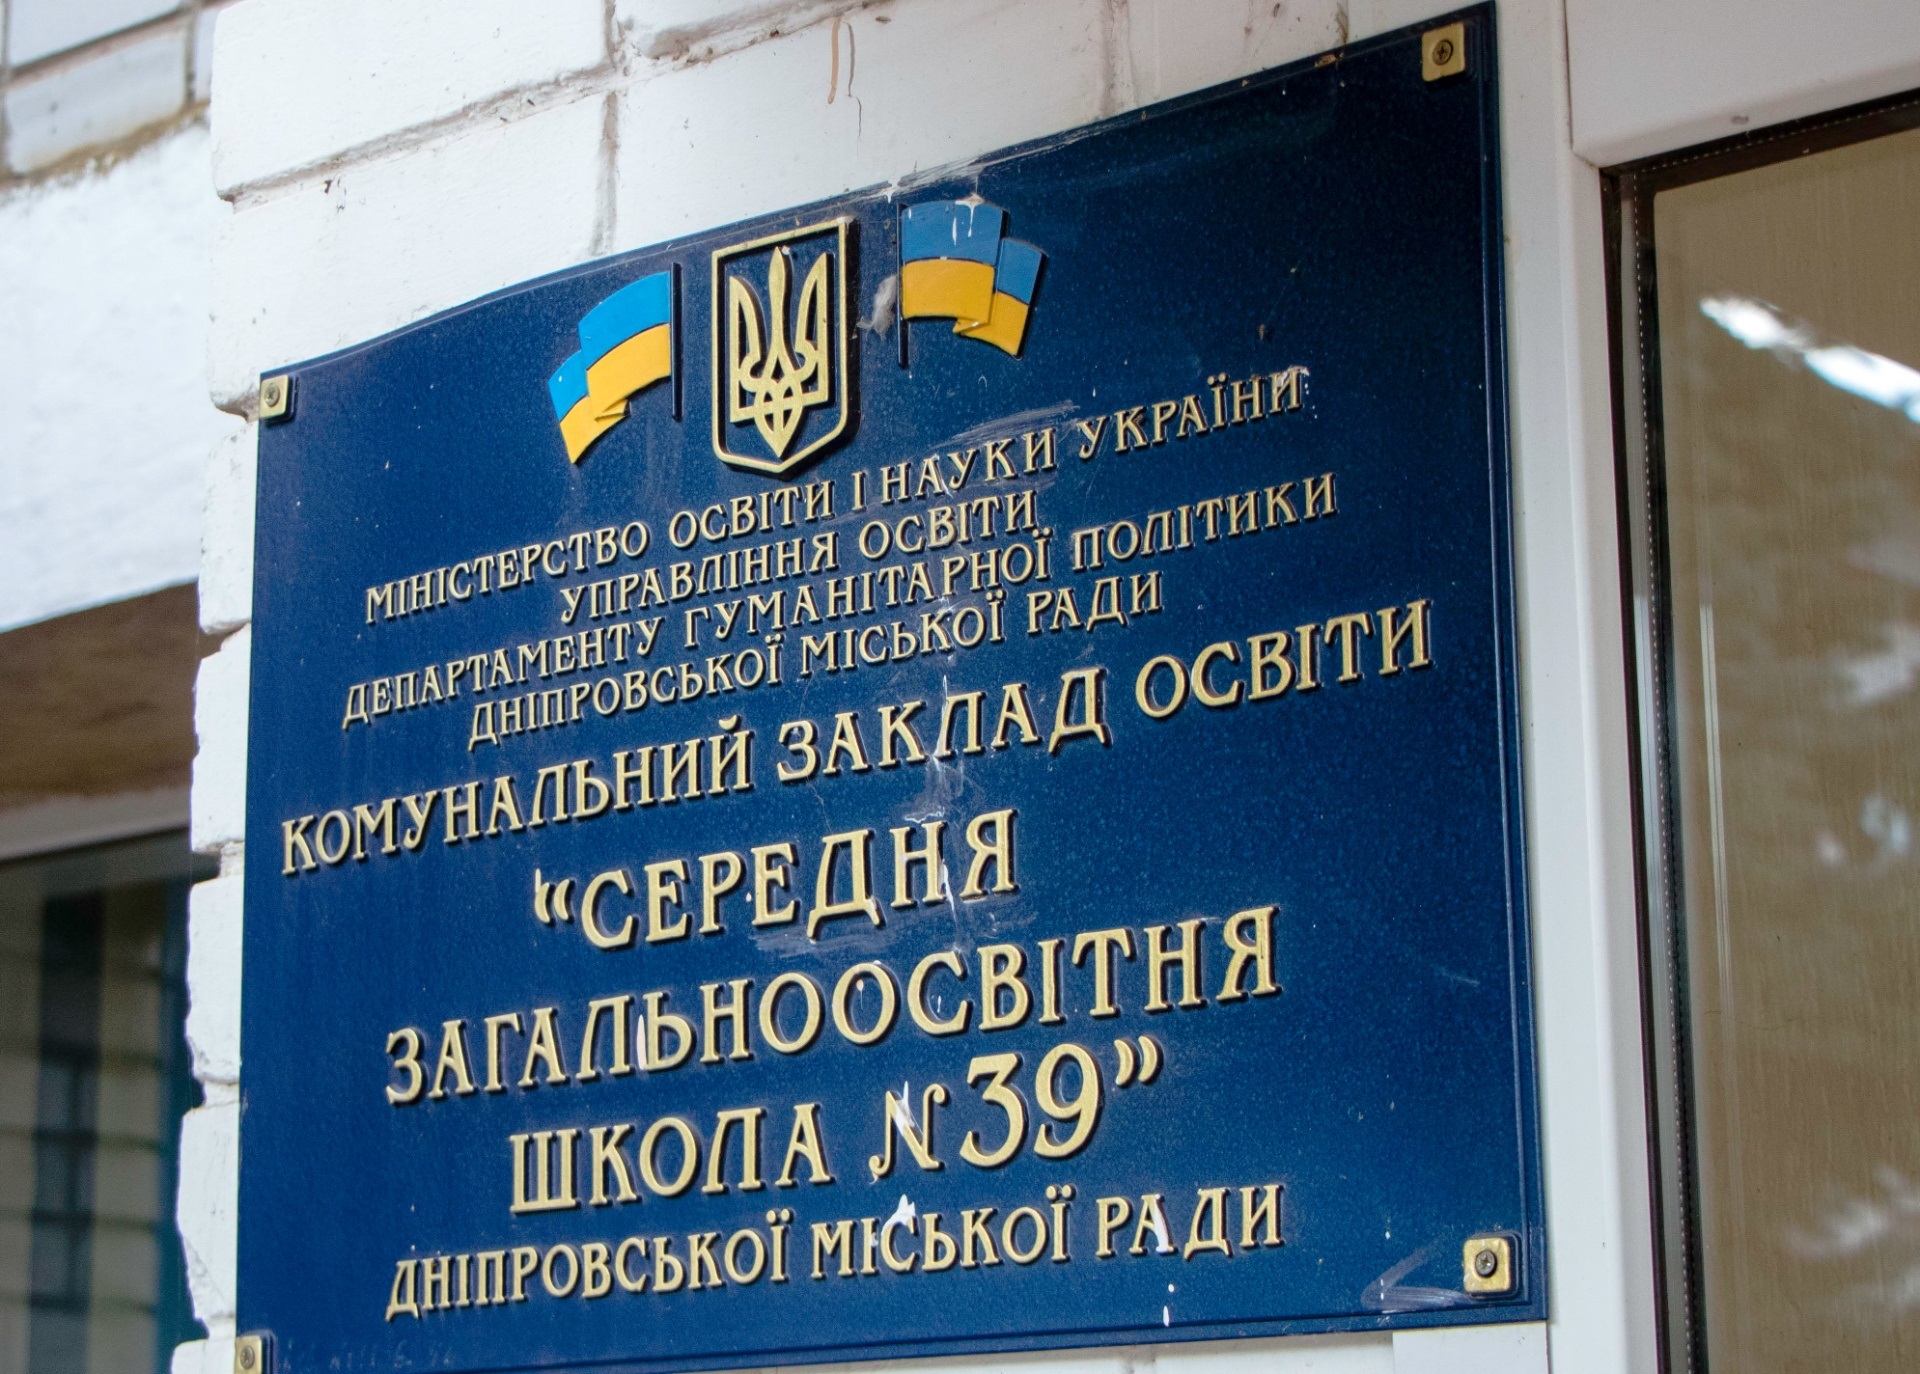 МІНІСТЕРСТВО ОСВІТИ І НАУКИ УКРАЇНИ
УПРАВЛІННЯ ОСВІТИ
ДЕПАРТАМЕНТУ ГУМАНІТАРНОЇ ПОЛІТИКИ
ДНІПРОВСЬКОЇ МІСЬКОЇ РАДИ
КОМУНАЛЬНИЙ ЗАКЛАД ОСВІТИ
“СЕРЕДНЯ
ЗАГАЛЬНООСВІТНЯ
ШКОЛА N39”
ДНІПРОВСЬКОЇ МІСЬКОЇ РАДИ